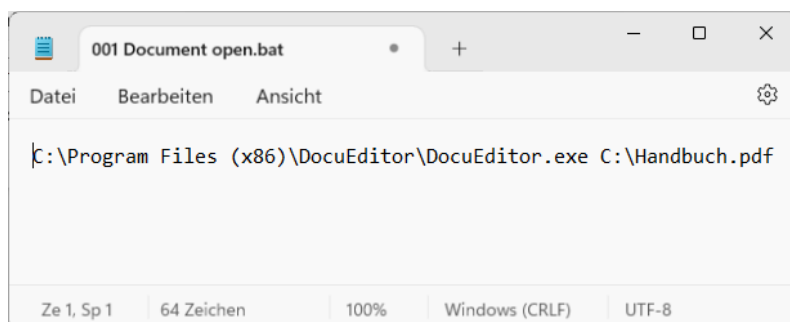 001 Document open.bat
Datei Bearbeiten Ansicht
C:\Program Files (x86)\DocuEditor\DocuEditor.exe C:\Handbuch.pdf
Ze 1, Sp 1 64 Zeichen 100% Windows (CRLF) UTF-8